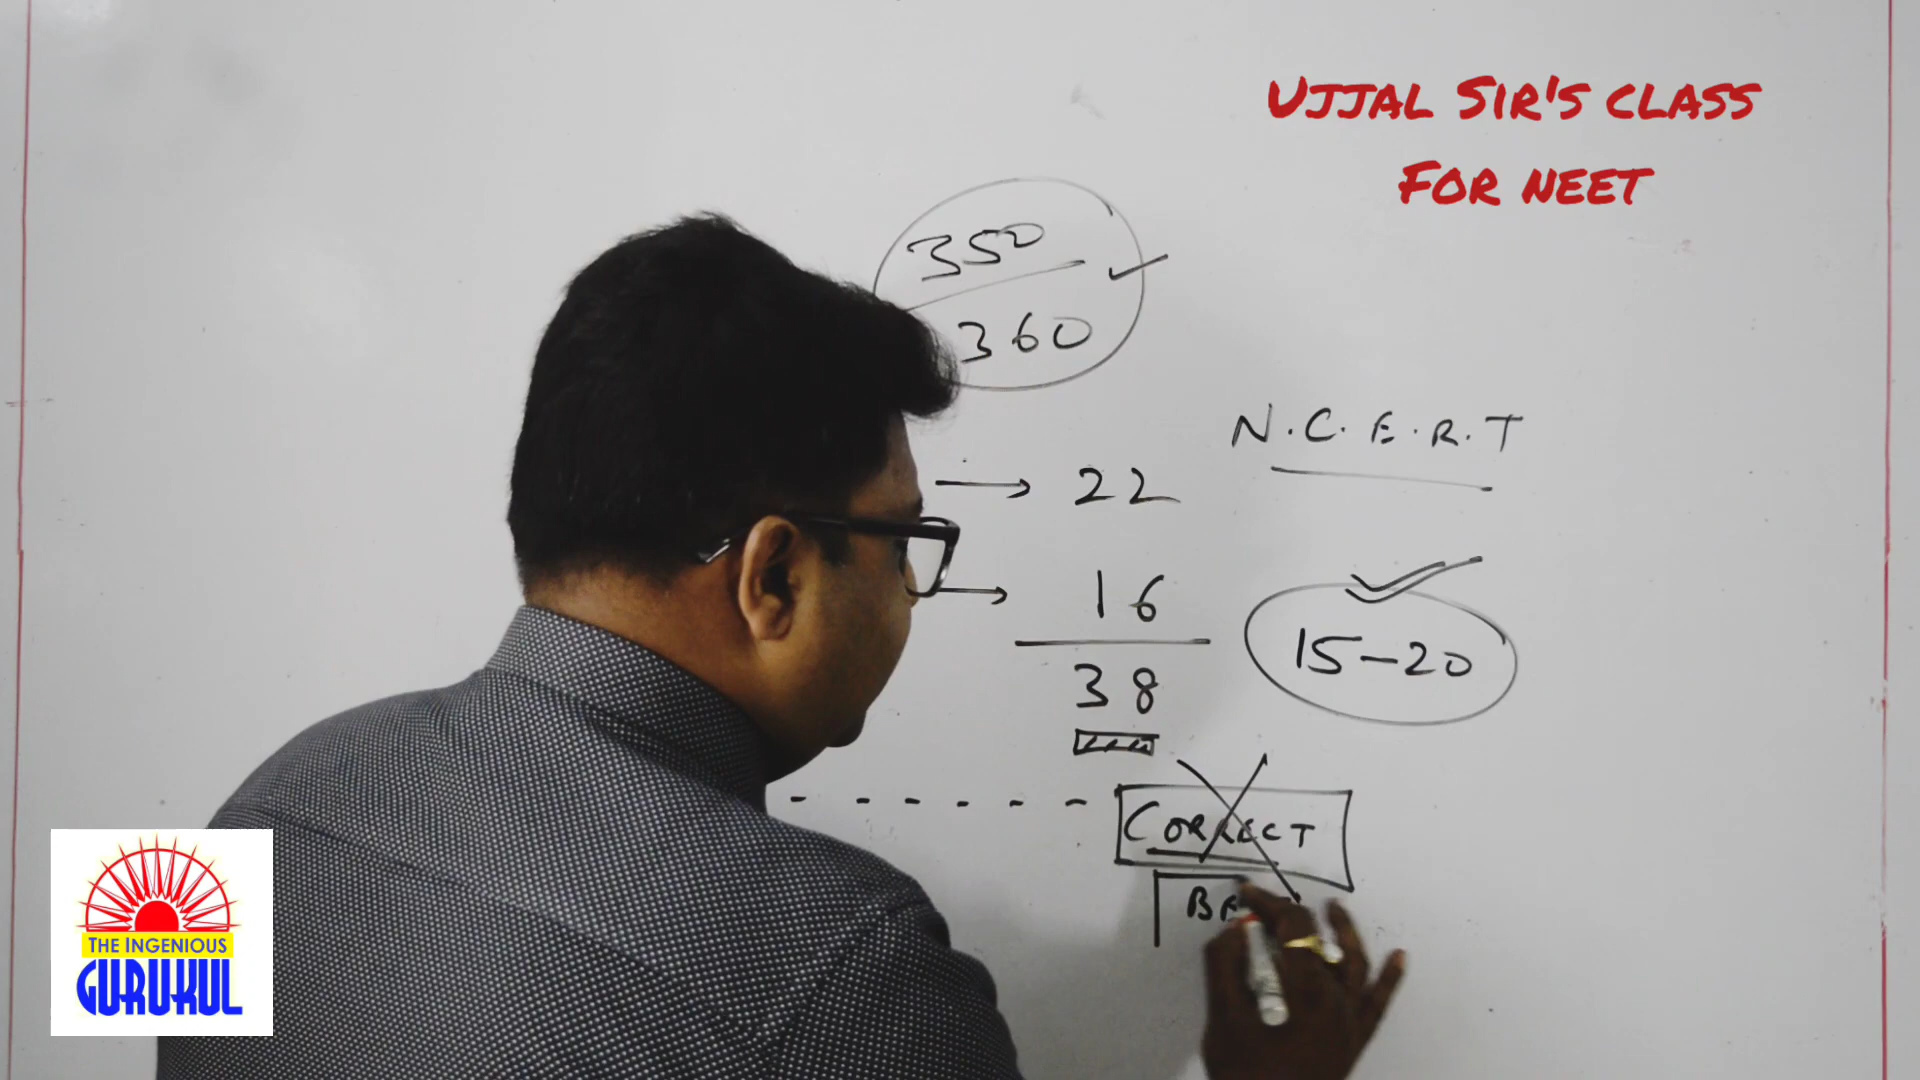 UJJAL SIR'S CLASS
FOR NEET
350
360
N.C.E.R.T
→ 22
→ 16
38
15-20
CORRECT
THE INGENIOUS
GURUKUL